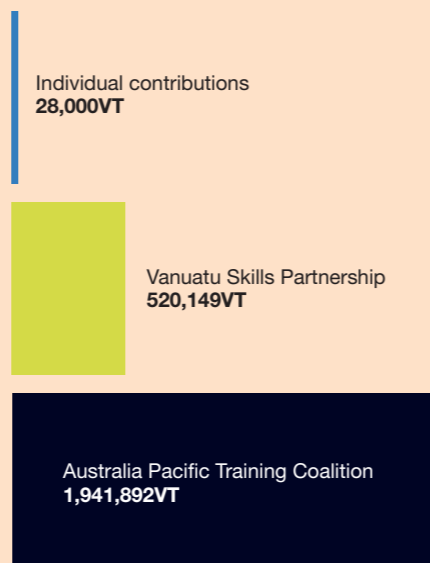 Individual contributions
28,000VT
Vanuatu Skills Partnership
520,149VT
Australia Pacific Training Coalition
1,941,892VT